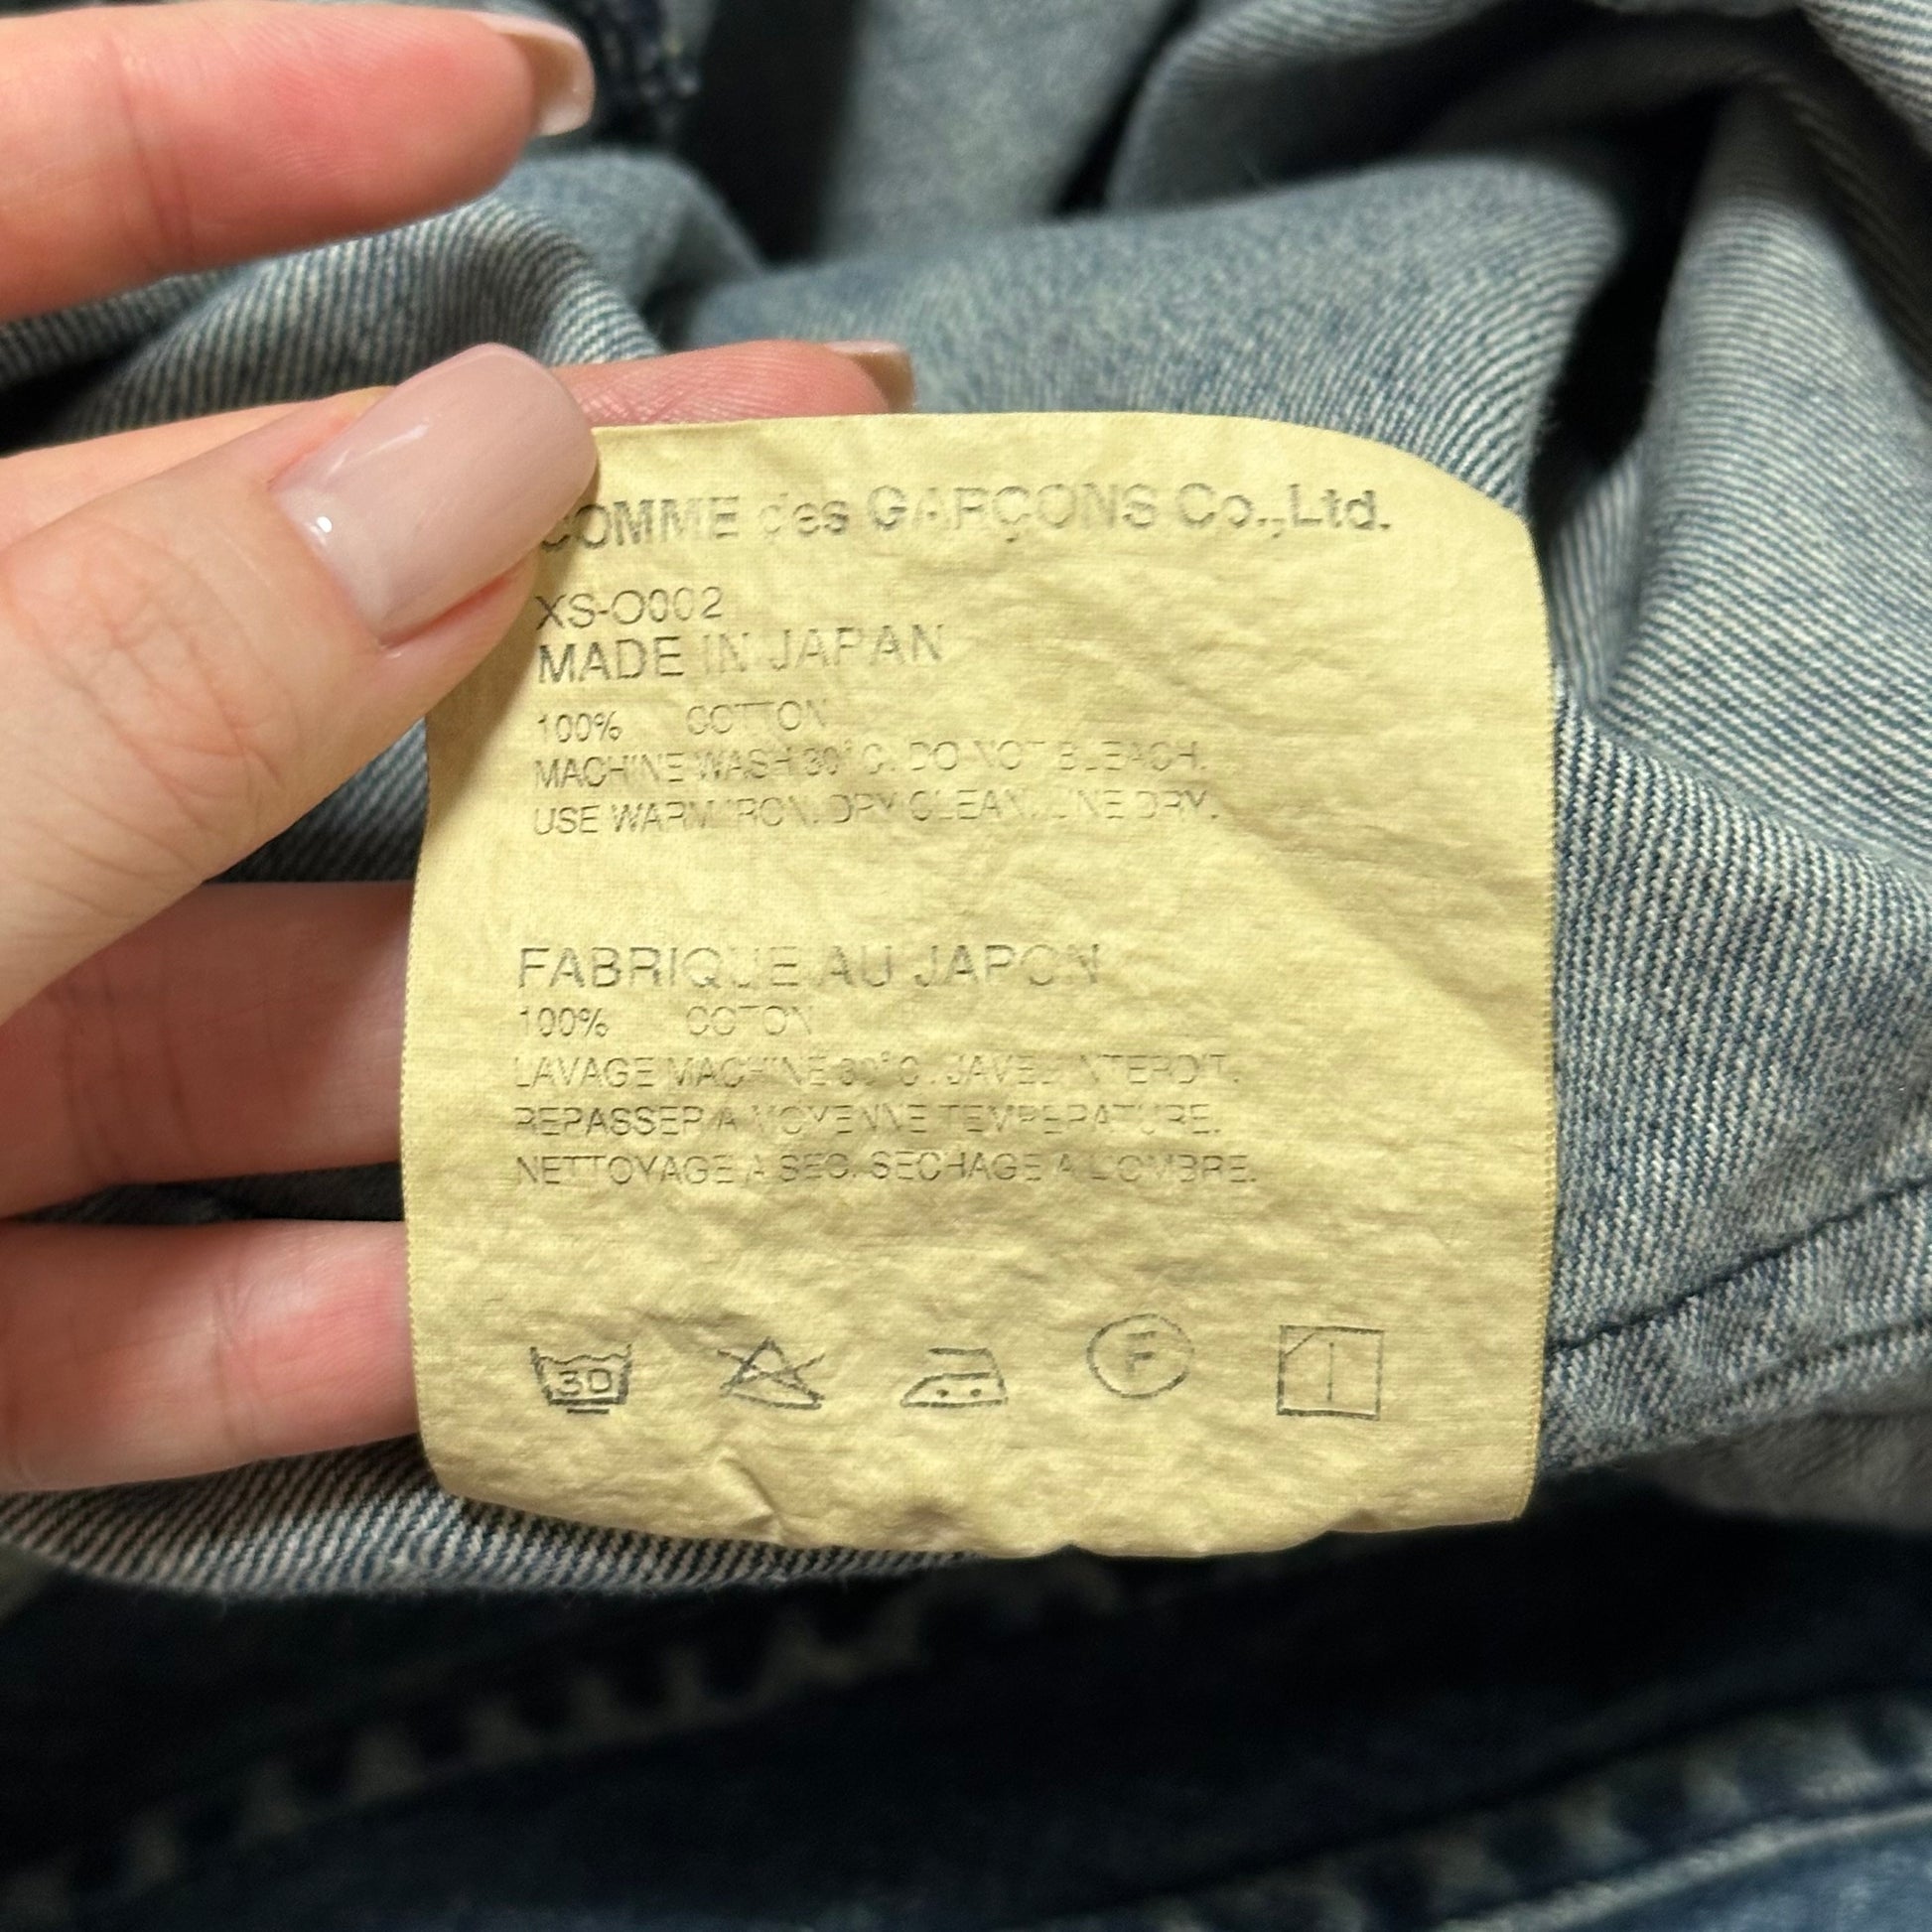 COMME des GARÇONS Co.,Ltd.
XS-O002
MADE IN JAPAN
100% COTTON
MACHINE WASH 30°C. DO NOT BLEACH.
USE WARM IRON. DRY CLEAN. LINE DRY.
FABRIQUE AU JAPON
100% COTON
LAVAGE MACHINE 30°C. JAVEL INTERDIT.
REPASSER A MOYENNE TEMPERATURE.
NETTOYAGE A SEC. SECHAGE A L'OMBRE.
30 F